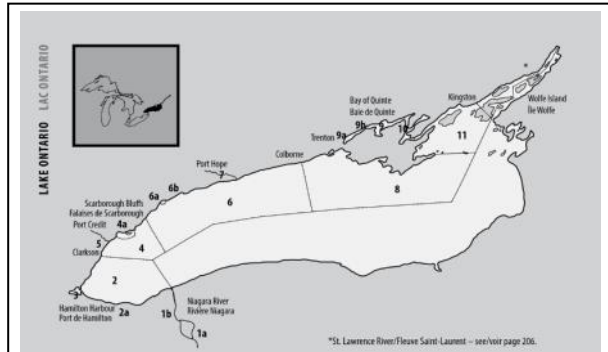 LAKE ONTARIO LAC ONTARIO
Kingston
*
Wolfe Island
Île Wolfe
Bay of Quinte
Baie de Quinte
9b
9
10
9a
Trenton
11
Colborne
Port Hope
7
8
6b
6a
6
Scarborough Bluffs
Falaises de Scarborough
4a
Port Credit
5
4
Clarkson
2
3
Hamilton Harbour
Port de Hamilton
2a
Niagara River
Rivière Niagara
1b
1a
*St. Lawrence River/Fleuve Saint-Laurent – see/voir page 206.